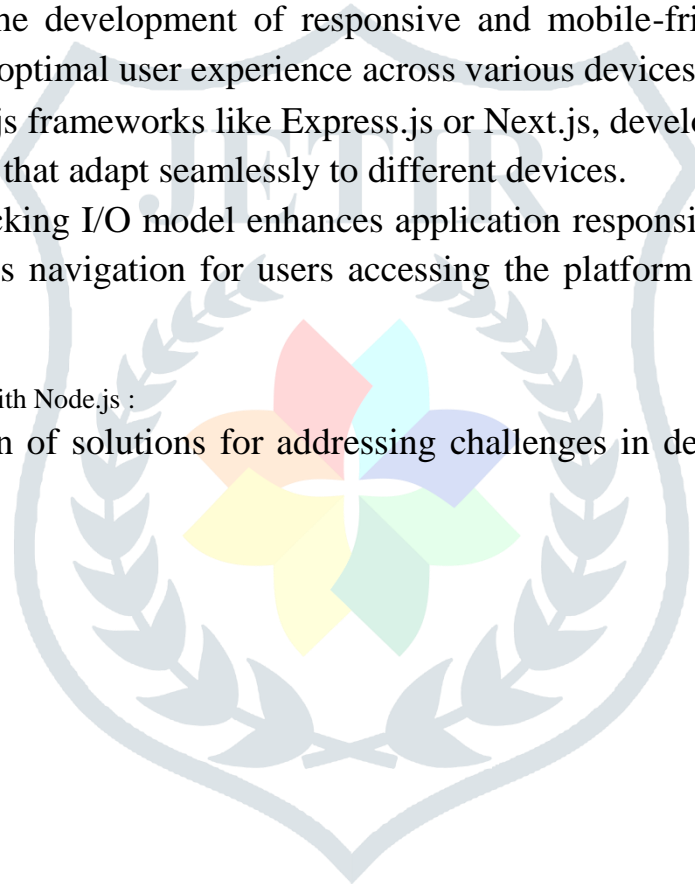 he development of responsive and mobile-fri
optimal user experience across various devices
js frameworks like Express.js or Next.js, develo
that adapt seamlessly to different devices.
cking I/O model enhances application responsi
s navigation for users accessing the platform
ith Node.js :
n of solutions for addressing challenges in de
JETIR